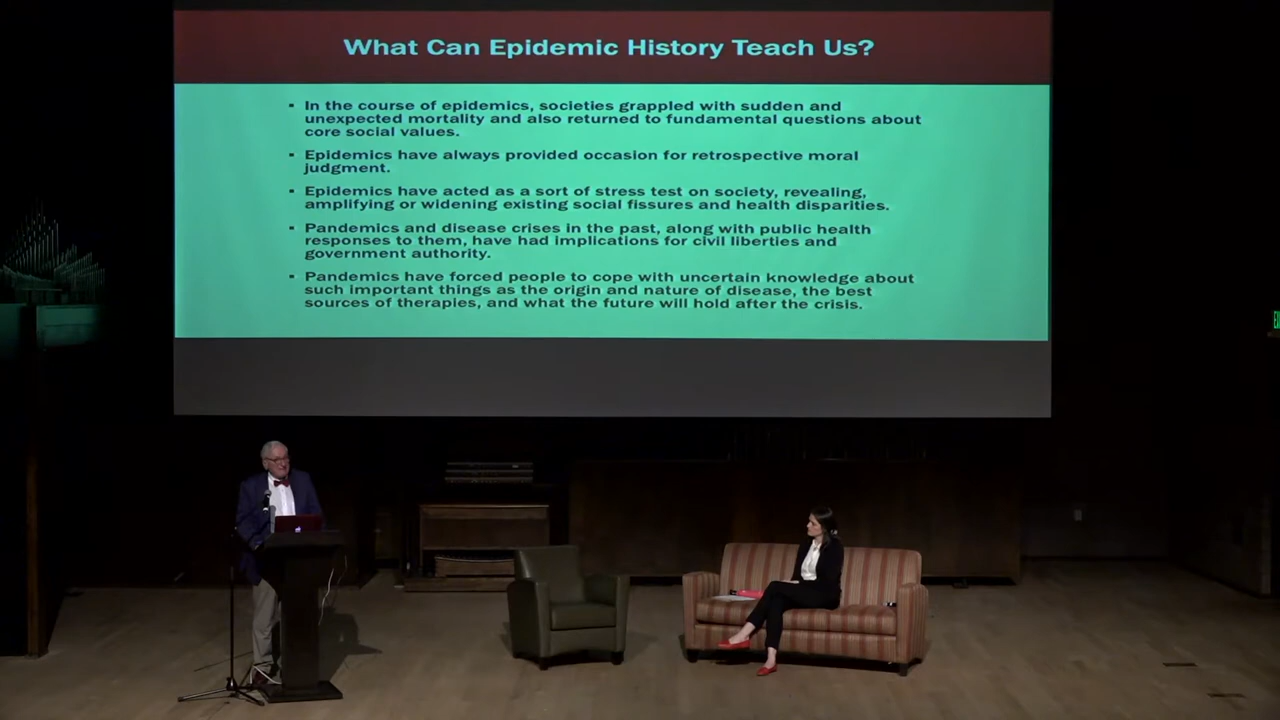 What Can Epidemic History Teach Us?
▪ In the course of epidemics, societies grappled with sudden and
unexpected mortality and also returned to fundamental questions about
core social values.
▪ Epidemics have always provided occasion for retrospective moral
judgment.
▪ Epidemics have acted as a sort of stress test on society, revealing,
amplifying or widening existing social fissures and health disparities.
▪ Pandemics and disease crises in the past, along with public health
responses to them, have had implications for civil liberties and
government authority.
▪ Pandemics have forced people to cope with uncertain knowledge about
such important things as the origin and nature of disease, the best
sources of therapies, and what the future will hold after the crisis.